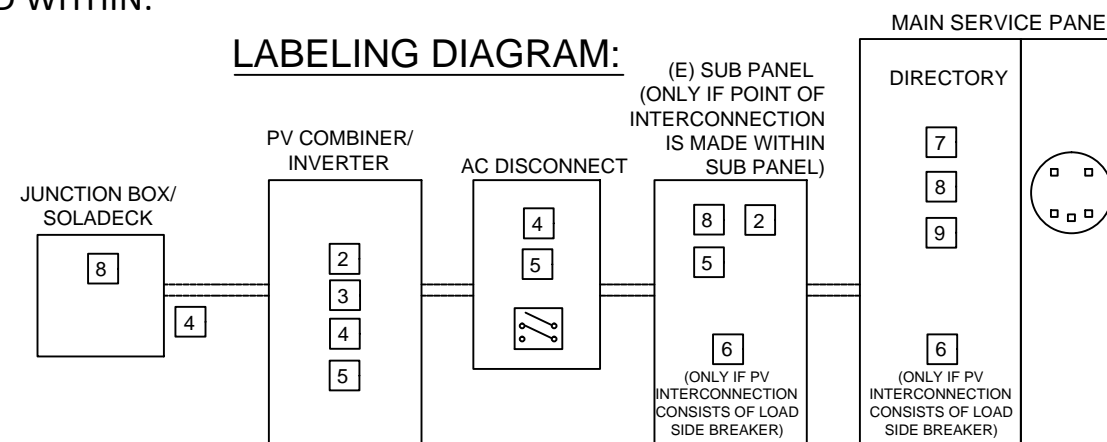 D WITHIN.
LABELING DIAGRAM:
JUNCTION BOX/
SOLADECK
8
4
PV COMBINER/
INVERTER
2
3
4
5
AC DISCONNECT
4
5
(E) SUB PANEL
(ONLY IF POINT OF
INTERCONNECTION
IS MADE WITHIN
SUB PANEL)
8 2
5
6
(ONLY IF PV
INTERCONNECTION
CONSISTS OF LOAD
SIDE BREAKER)
MAIN SERVICE PANE
DIRECTORY
7
8
9
6
(ONLY IF PV
INTERCONNECTION
CONSISTS OF LOAD
SIDE BREAKER)